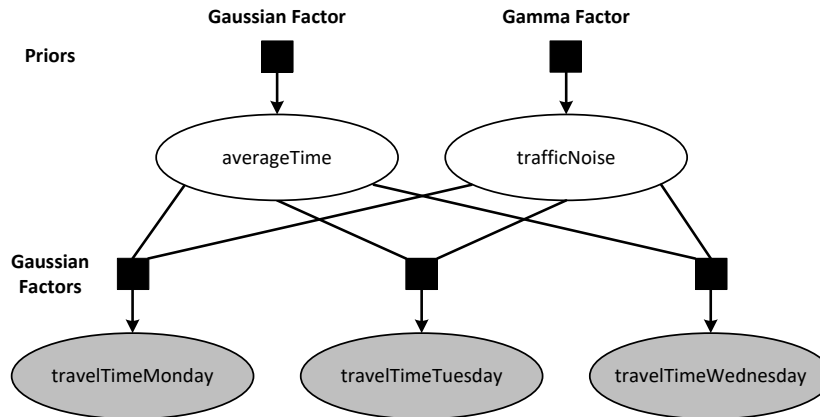 Gaussian Factor
Gamma Factor
Priors
averageTime
trafficNoise
Gaussian
Factors
travelTimeMonday
travelTimeTuesday
travelTimeWednesday